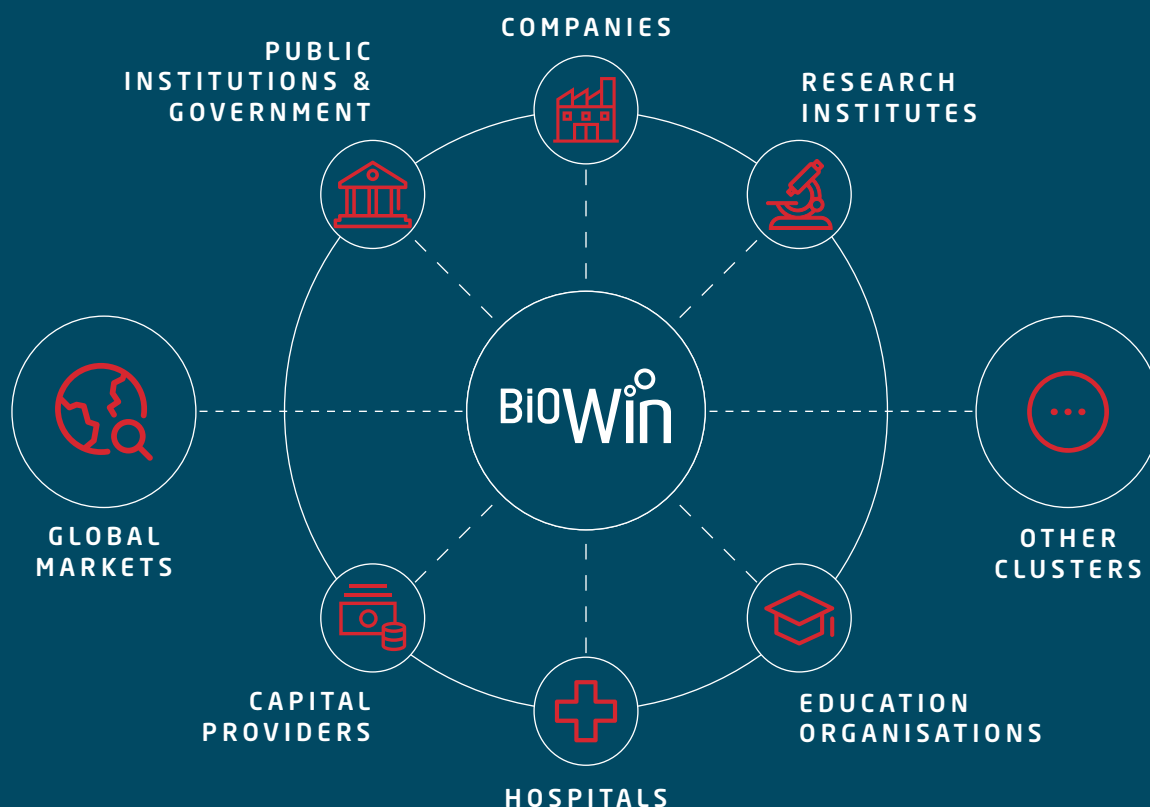 COMPANIES
PUBLIC
INSTITUTIONS &
GOVERNMENT
RESEARCH
INSTITUTES
BiOWin
GLOBAL
MARKETS
OTHER
CLUSTERS
CAPITAL
PROVIDERS
EDUCATION
ORGANISATIONS
HOSPITALS